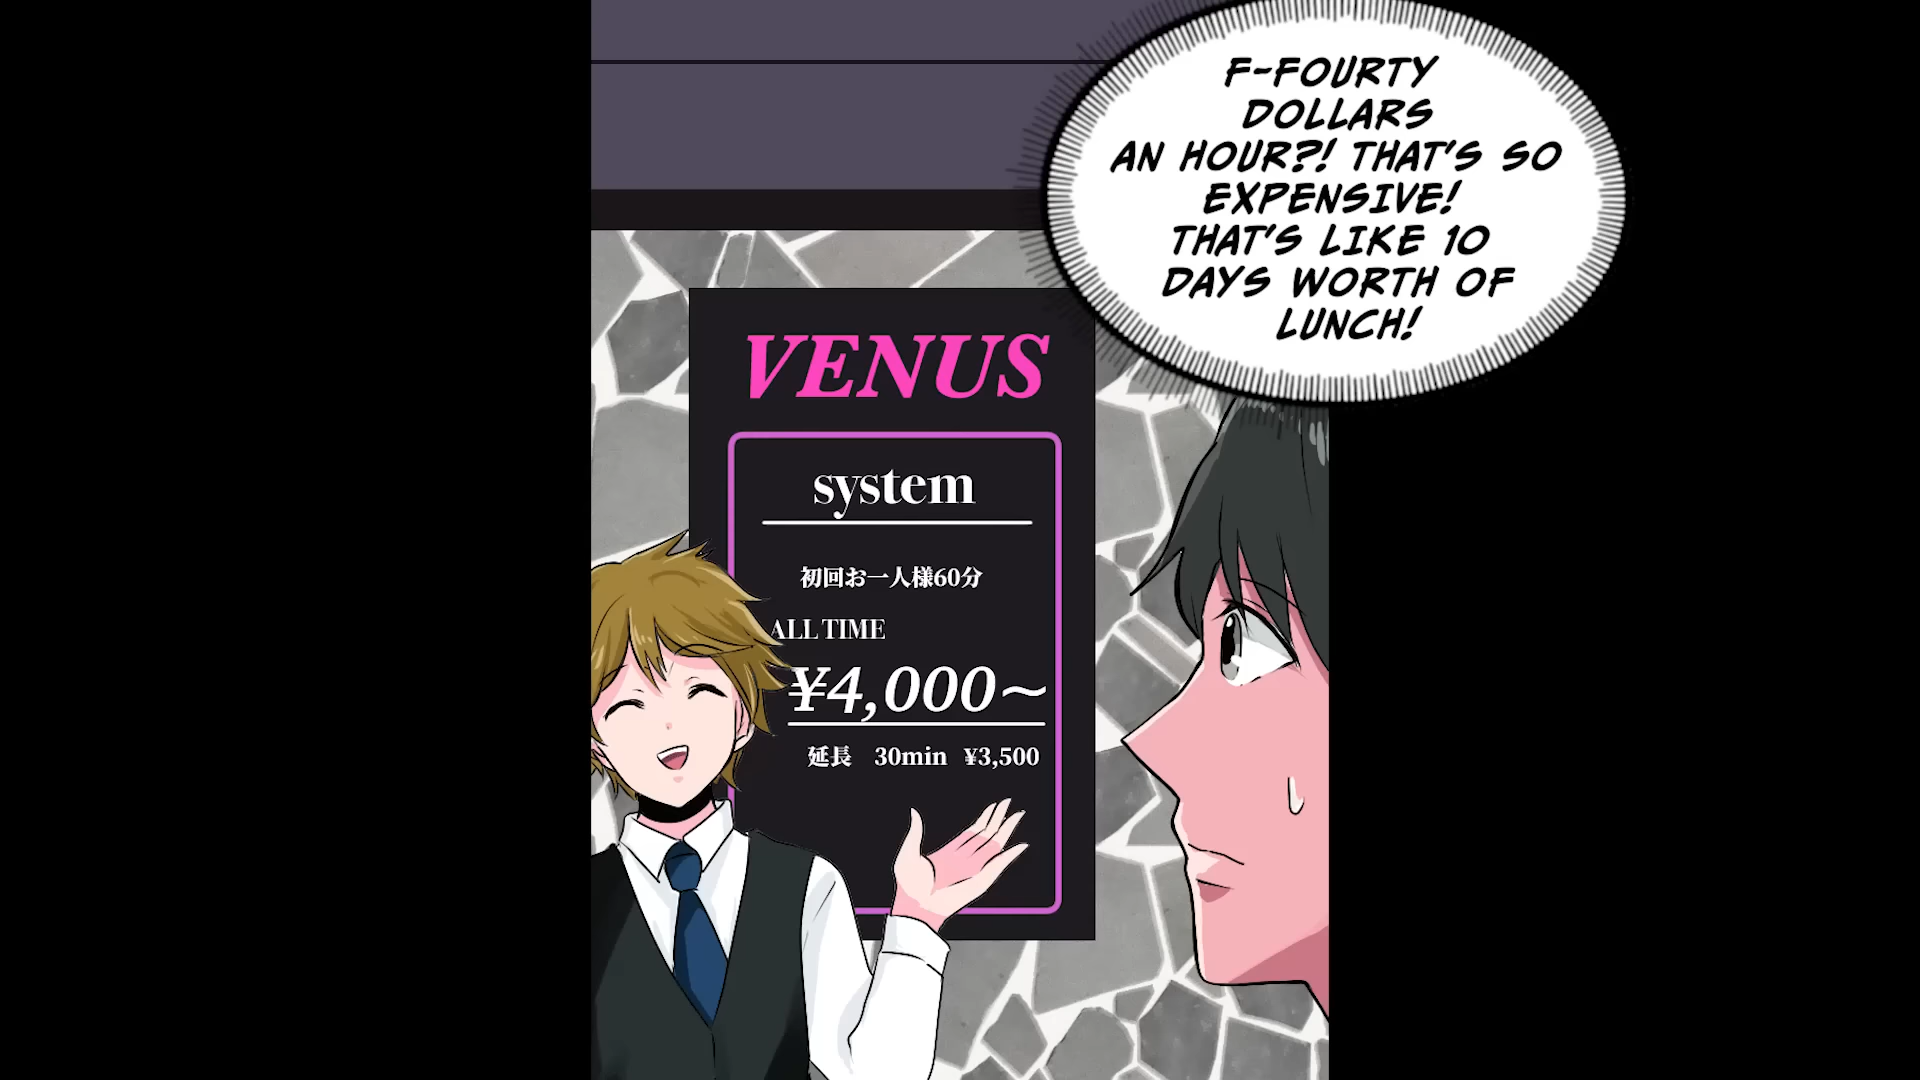 F-FOURTY
DOLLARS
AN HOUR?! THAT'S SO
EXPENSIVE!
THAT'S LIKE 10
DAYS WORTH OF
LUNCH!
VENUS
system
初回お一人様60分
ALL TIME
¥4,000~
延長 30min ¥3,500